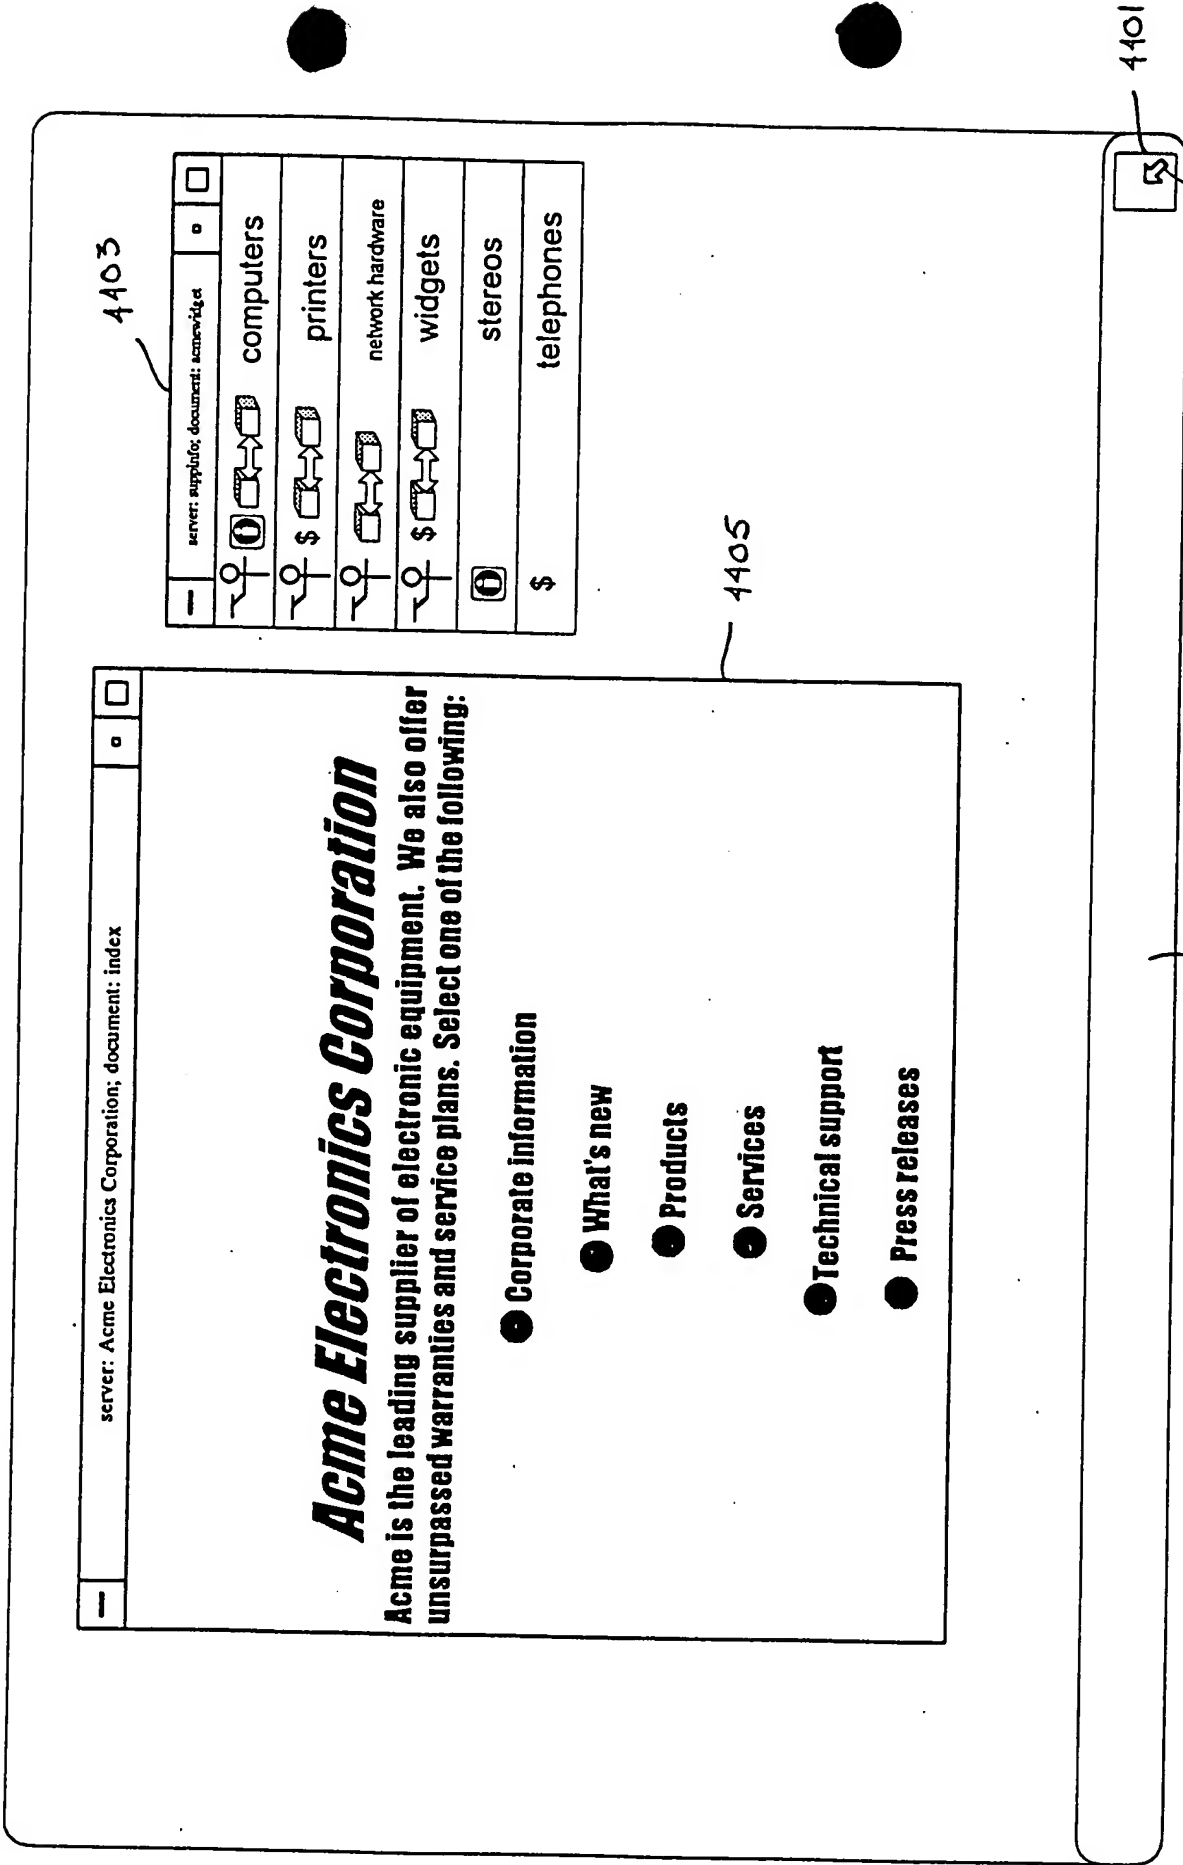 server: Acme Electronics Corporation; document: index
Acme Electronics Corporation
Acme is the leading supplier of electronic equipment. We also offer
unsurpassed warranties and service plans. Select one of the following:
Corporate information
What's new
Products
Services
Technical support
Press releases
4405
4403
server: suppinfo; document: acmewidget
computers
$ printers
network hardware
$ widgets
stereos
$ telephones
4401